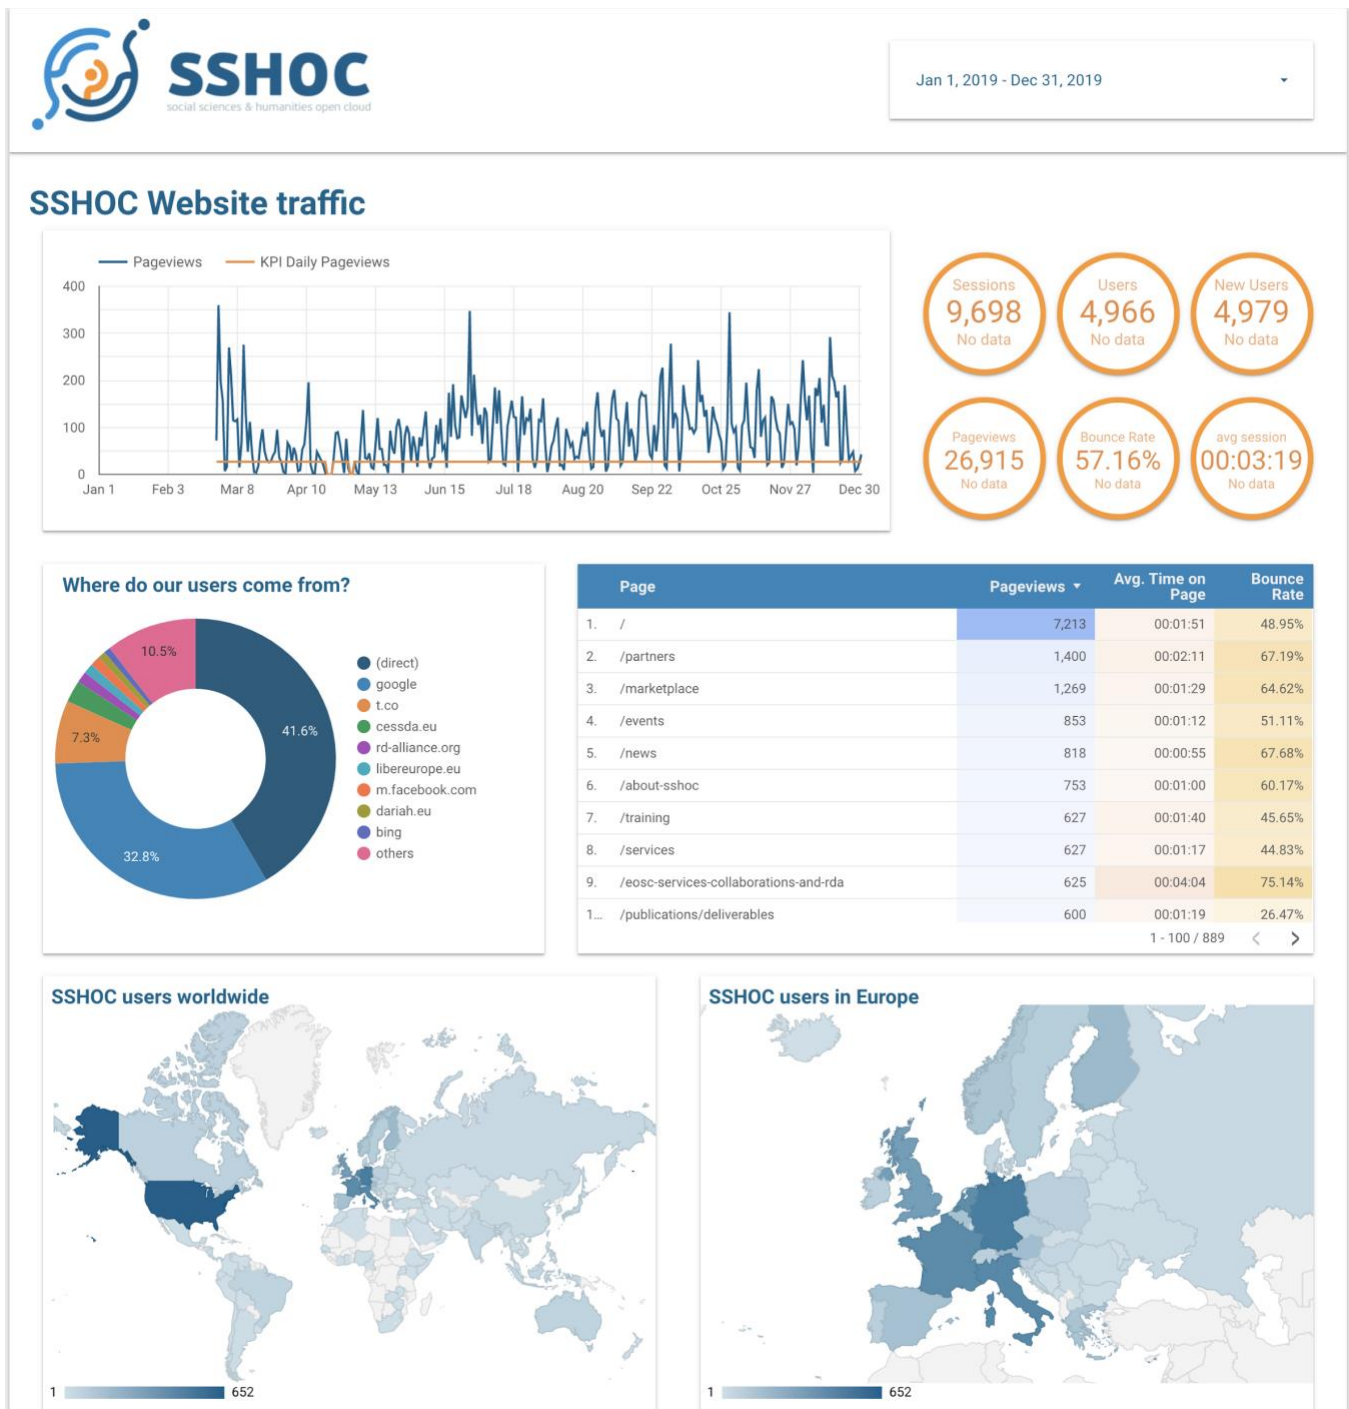 SSHOC
social sciences & humanities open cloud
Jan 1, 2019 - Dec 31, 2019
SSHOC Website traffic
Pageviews KPI Daily Pageviews
400
300
200
100
0
Jan 1 Feb 3 Mar 8 Apr 10 May 13 Jun 15 Jul 18 Aug 20 Sep 22 Oct 25 Nov 27 Dec 30
Sessions
9,698
No data
Users
4,966
No data
New Users
4,979
No data
Pageviews
26,915
No data
Bounce Rate
57.16%
No data
avg session
00:03:19
No data
Where do our users come from?
10.5%
7.3%
41.6%
32.8%
(direct)
google
t.co
cessda.eu
rd-alliance.org
libereurope.eu
m.facebook.com
dariah.eu
bing
others
Page Pageviews Avg. Time on Page Bounce Rate
1. / 7,213 00:01:51 48.95%
2. /partners 1,400 00:02:11 67.19%
3. /marketplace 1,269 00:01:29 64.62%
4. /events 853 00:01:12 51.11%
5. /news 818 00:00:55 67.68%
6. /about-sshoc 753 00:01:00 60.17%
7. /training 627 00:01:40 45.65%
8. /services 627 00:01:17 44.83%
9. /eosc-services-collaborations-and-rda 625 00:04:04 75.14%
1... /publications/deliverables 600 00:01:19 26.47%
1 - 100 / 889
SSHOC users worldwide
1 652
SSHOC users in Europe
1 652